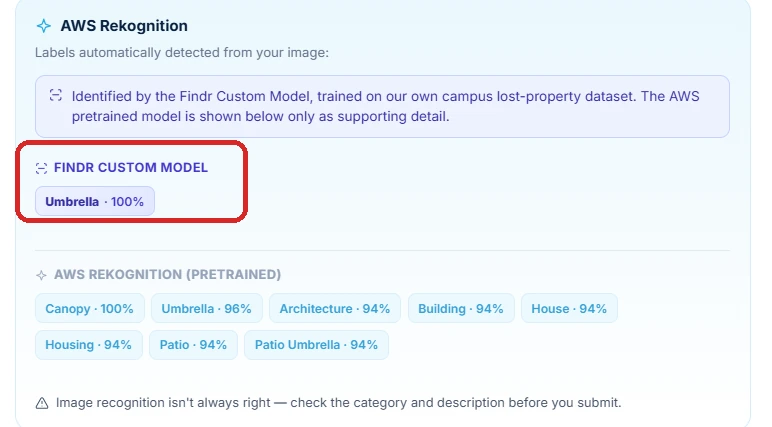 AWS Rekognition
Labels automatically detected from your image:
Identified by the Findr Custom Model, trained on our own campus lost-property dataset. The AWS
pretrained model is shown below only as supporting detail.
FINDR CUSTOM MODEL
Umbrella · 100%
AWS REKOGNITION (PRETRAINED)
Canopy · 100% Umbrella · 96% Architecture · 94% Building · 94% House · 94%
Housing · 94% Patio · 94% Patio Umbrella · 94%
Image recognition isn't always right — check the category and description before you submit.